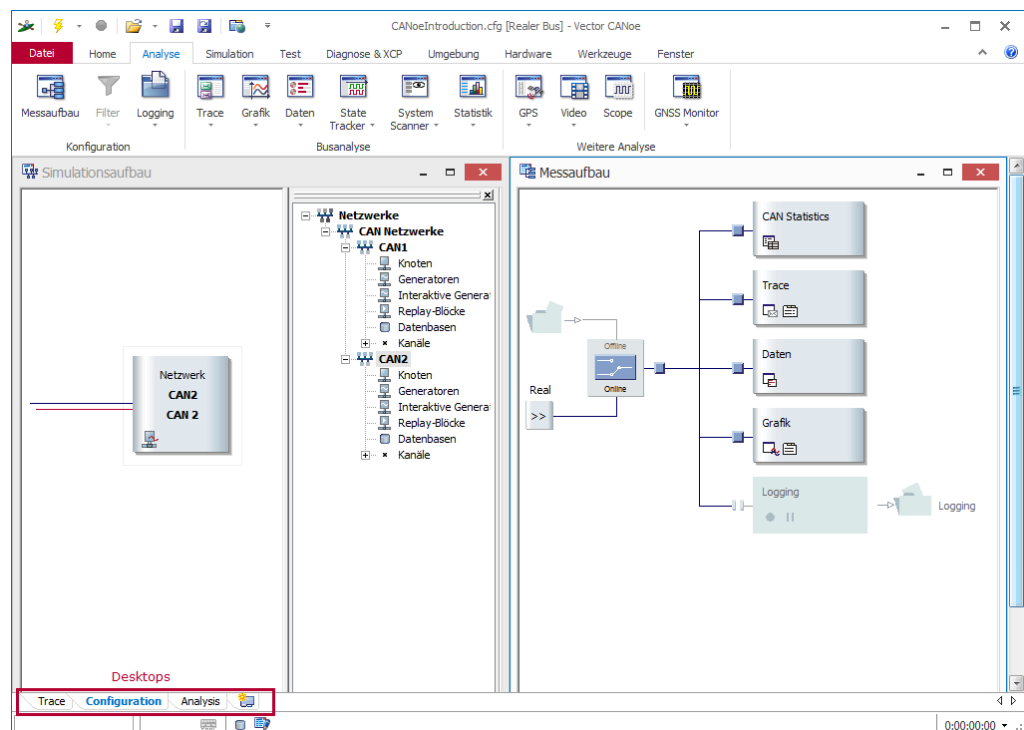 CANoeIntroduction.cfg [Realer Bus] - Vector CANoe
Datei Home Analyse Simulation Test Diagnose & XCP Umgebung Hardware Werkzeuge Fenster
Messaufbau Filter Logging Trace Grafik Daten State Tracker System Scanner Statistik GPS Video Scope GNSS Monitor
Konfiguration Busanalyse Weitere Analyse
Simulationsaufbau
Netzwerk
CAN2
CAN 2
Netzwerke
CAN Netzwerke
CAN1
Knoten
Generatoren
Interaktive Genera
Replay-Blöcke
Datenbasen
Kanäle
CAN2
Knoten
Generatoren
Interaktive Genera
Replay-Blöcke
Datenbasen
Kanäle
Messaufbau
CAN Statistics
Trace
Offline
Online
Real
>>
Daten
Grafik
Logging
Logging
Desktops
Trace Configuration Analysis
0:00:00:00